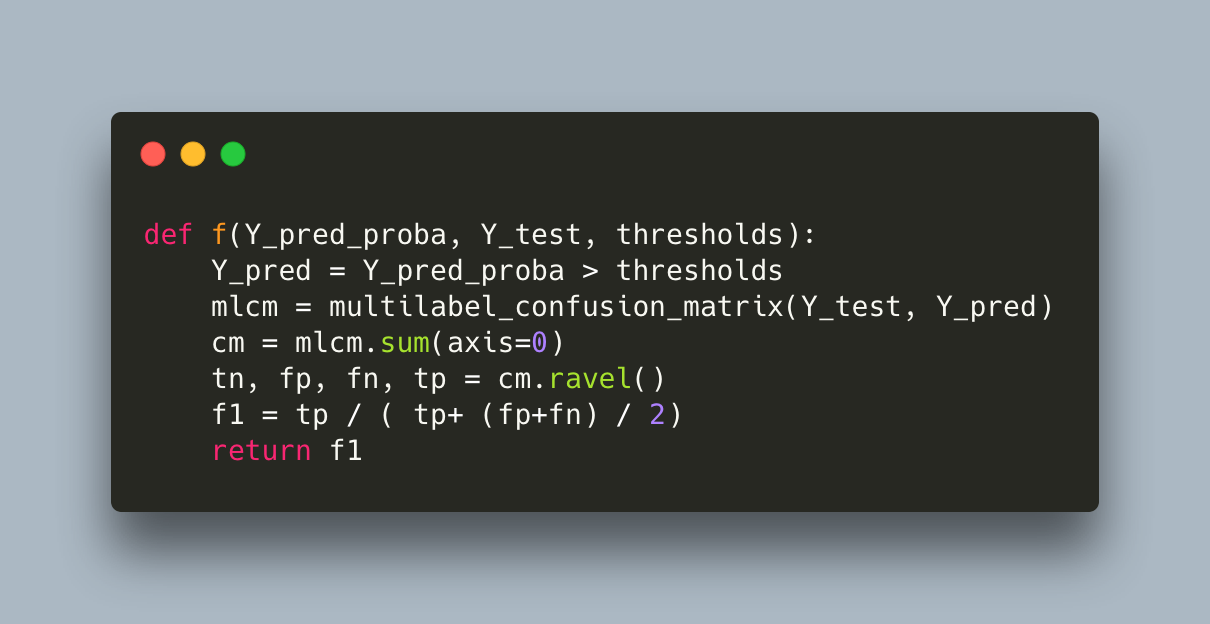 def f(Y_pred_proba, Y_test, thresholds):
    Y_pred = Y_pred_proba > thresholds
    mlcm = multilabel_confusion_matrix(Y_test, Y_pred)
    cm = mlcm.sum(axis=0)
    tn, fp, fn, tp = cm.ravel()
    f1 = tp / ( tp+ (fp+fn) / 2)
    return f1